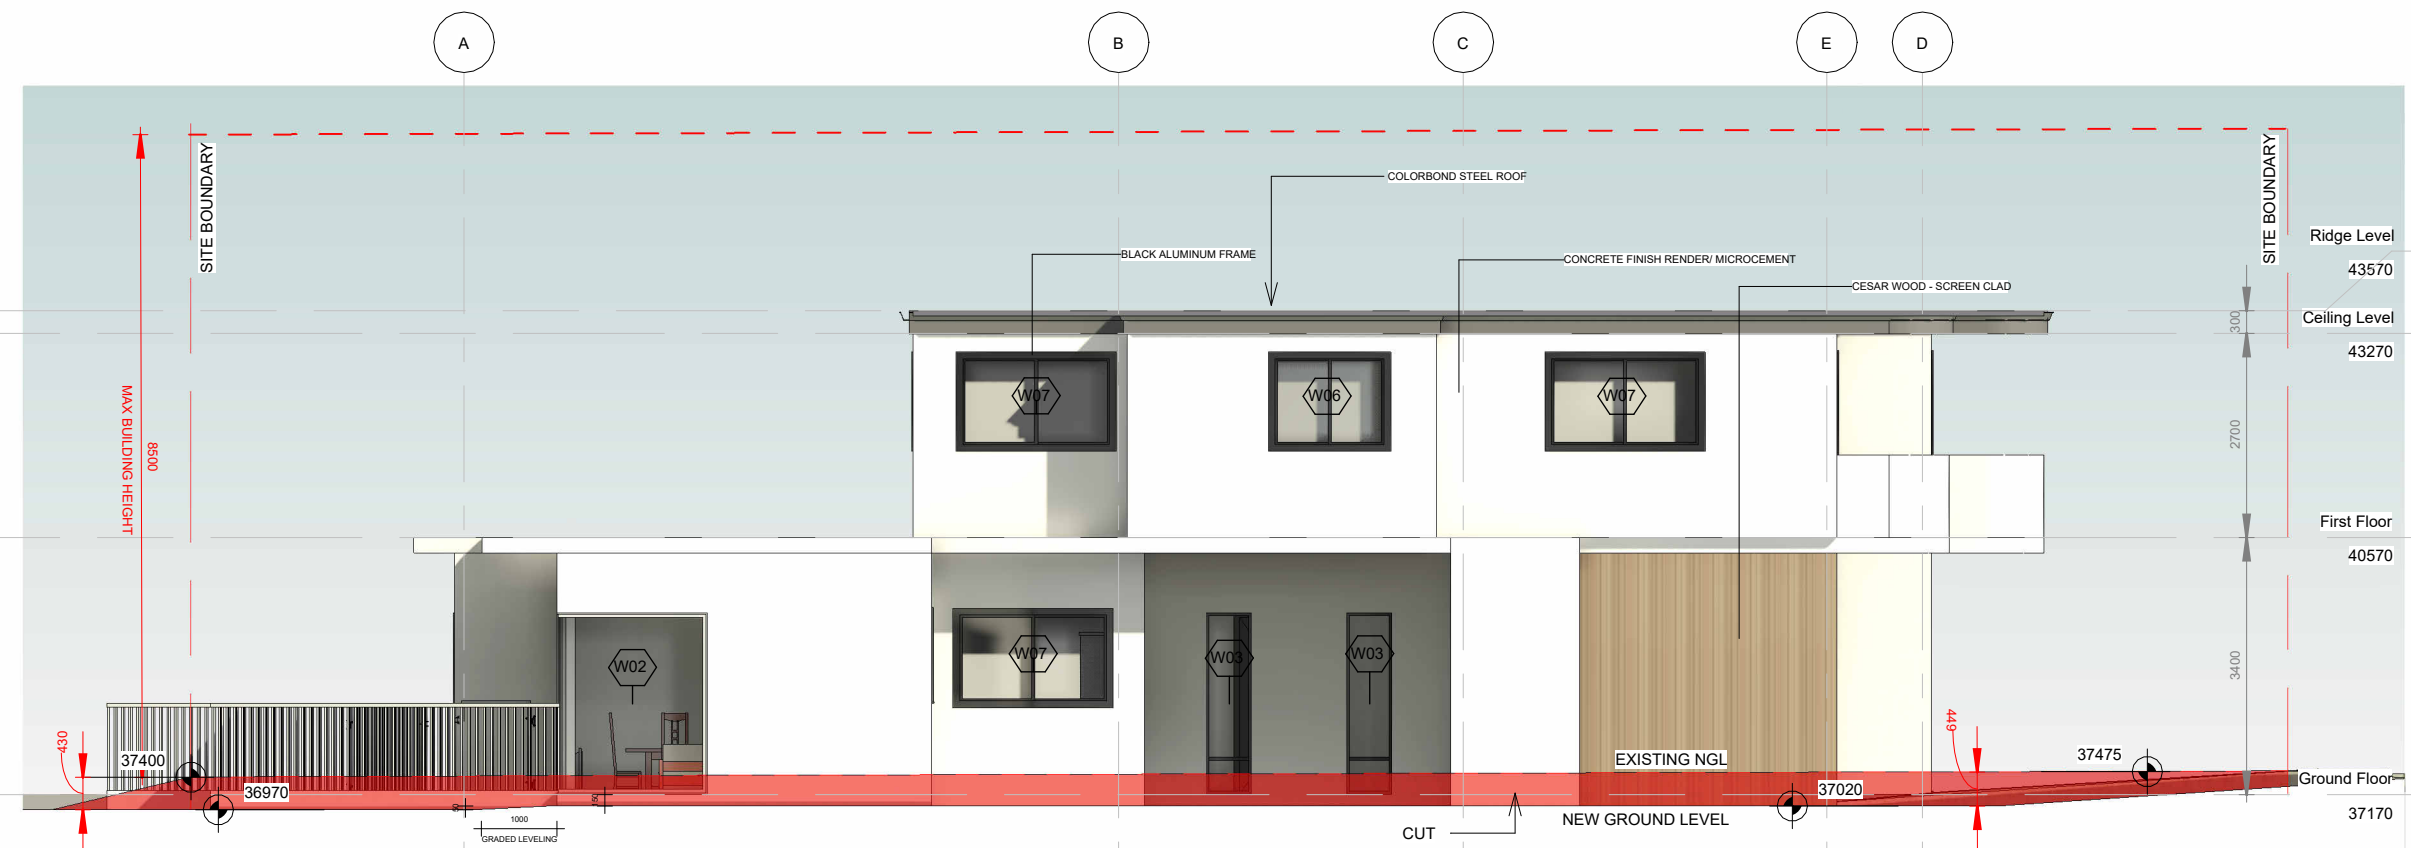 A
B
C
E
D
SITE BOUNDARY
SITE BOUNDARY
COLORBOND STEEL ROOF
Ridge Level
43570
BLACK ALUMINUM FRAME
CONCRETE FINISH RENDER/ MICROCEMENT
CESAR WOOD - SCREEN CLAD
300
Ceiling Level
43270
MAX BUILDING HEIGHT
8500
W07
W06
W07
2700
First Floor
40570
W02
W07
W03
W03
3400
430
37400
36970
449
EXISTING NGL
37475
37020
Ground Floor
37170
50
150
1000
GRADED LEVELING
CUT
NEW GROUND LEVEL